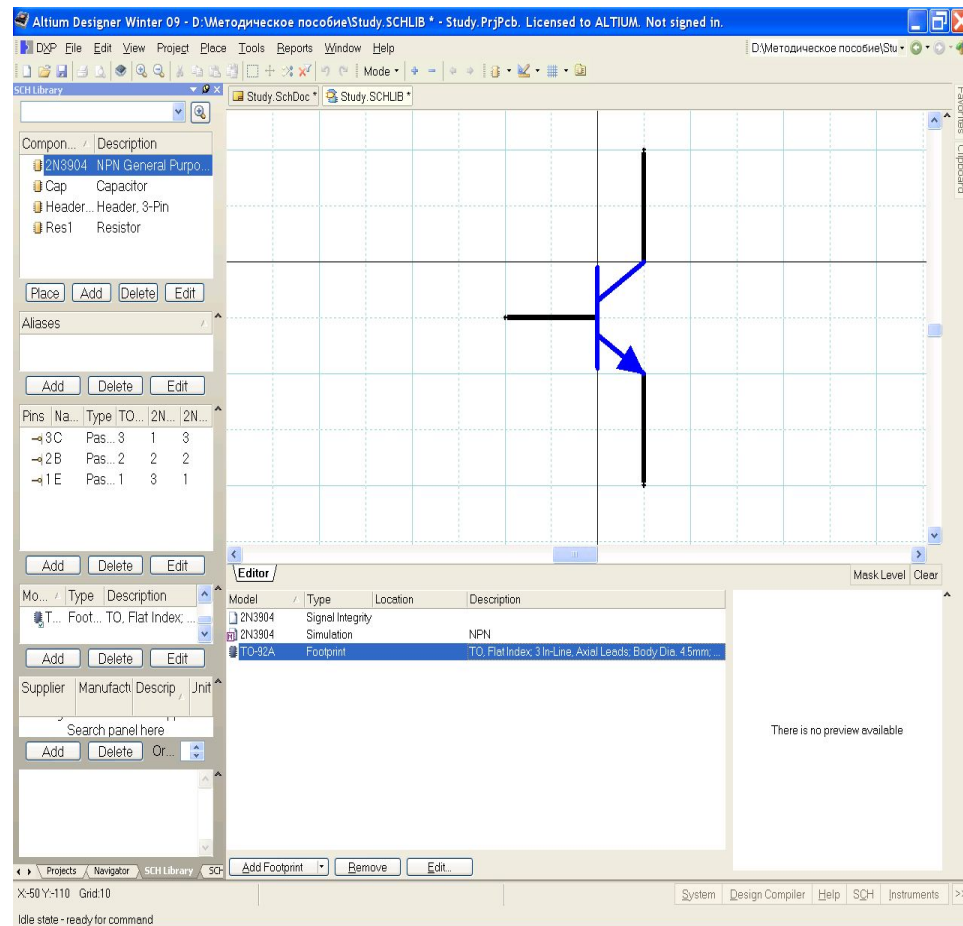 Altium Designer Winter 09 - D:\Методическое пособие\Study.SCHLIB * - Study.PrjPcb. Licensed to ALTIUM. Not signed in.
DXP File Edit View Project Place Tools Reports Window Help D:\Методическое пособие\Stu
Mode
SCH Library
Study.SchDoc * Study.SCHLIB *
Favorites
Clipboard
Compon... Description
2N3904 NPN General Purpo...
Cap Capacitor
Header... Header, 3-Pin
Res1 Resistor
Place Add Delete Edit
Aliases
Add Delete Edit
Pins Na... Type TO... 2N... 2N...
3 C Pas... 3 1 3
2 B Pas... 2 2 2
1 E Pas... 1 3 1
Add Delete Edit
Mo... Type Description
T... Foot... TO, Flat Index; ...
Add Delete Edit
Supplier Manufactu Descrip Unit
Search panel here
Add Delete Or...
Projects Navigator SCH Library SCH
Editor
Mask Level Clear
Model Type Location Description
2N3904 Signal Integrity
2N3904 Simulation NPN
TO-92A Footprint TO, Flat Index; 3 In-Line, Axial Leads; Body Dia. 4.5mm; ...
There is no preview available
Add Footprint Remove Edit...
X:-50 Y:-110 Grid:10
System Design Compiler Help SCH Instruments >>
Idle state - ready for command